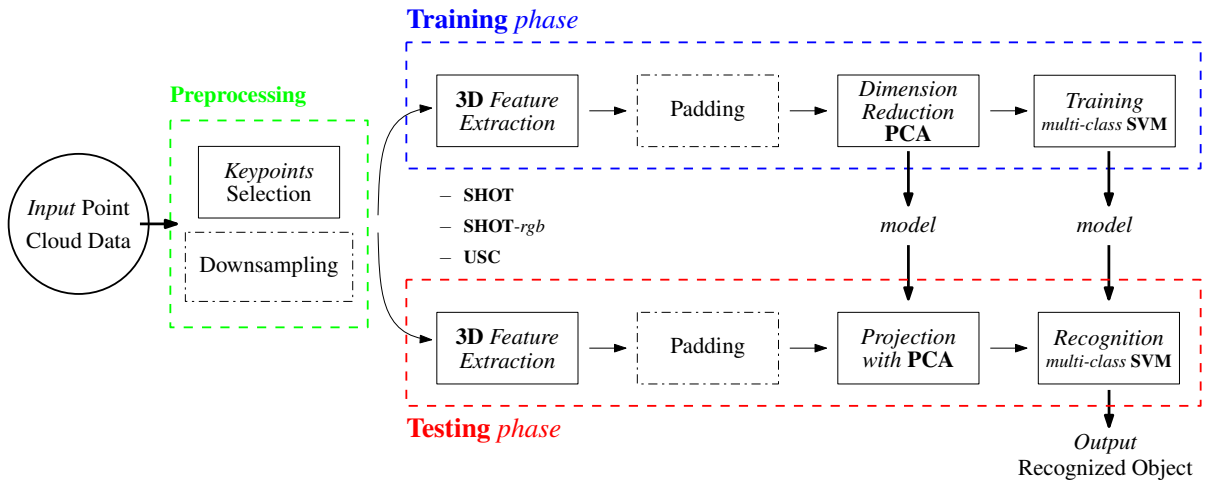 Training phase
Preprocessing
Input Point
Cloud Data
Keypoints
Selection
Downsampling
3D Feature
Extraction
Padding
Dimension
Reduction
PCA
Training
multi-class SVM
– SHOT
– SHOT-rgb
– USC
model
model
3D Feature
Extraction
Padding
Projection
with PCA
Recognition
multi-class SVM
Testing phase
Output
Recognized Object